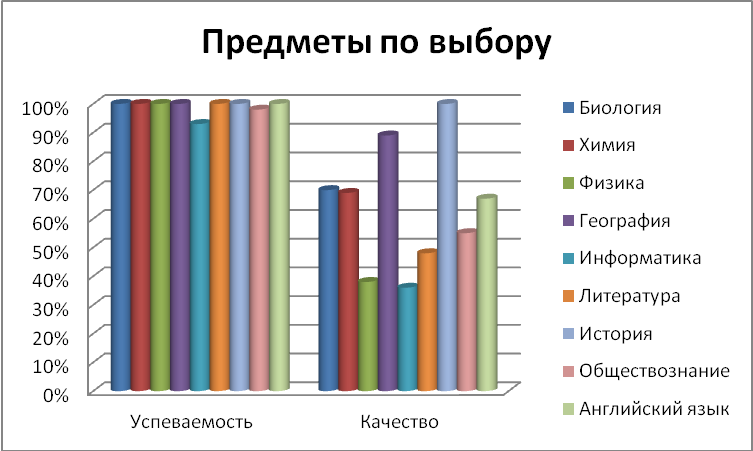 Предметы по выбору
100%
90%
80%
70%
60%
50%
40%
30%
20%
10%
0%
Успеваемость
Качество
Биология
Химия
Физика
География
Информатика
Литература
История
Обществознание
Английский язык